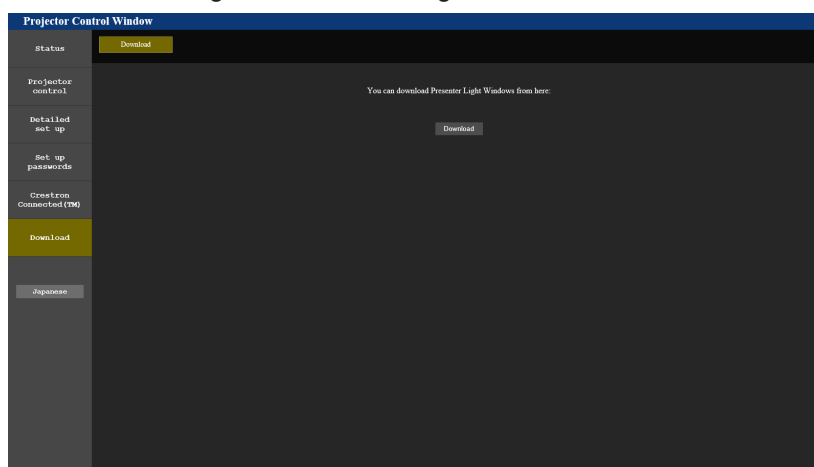 Projector Control Window
Status
Download
Projector
control
You can download Presenter Light Windows from here:
Detailed
set up
Download
Set up
passwords
Crestron
Connected(TM)
Download
Japanese